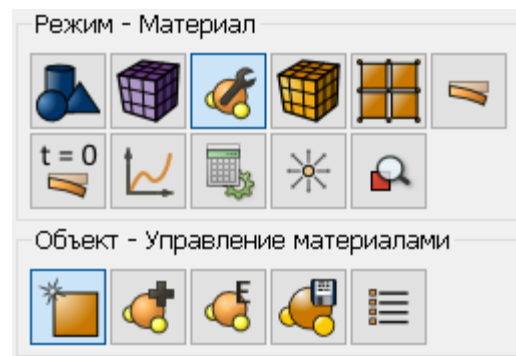 Режим - Материал
t = 0
Объект - Управление материалами
E